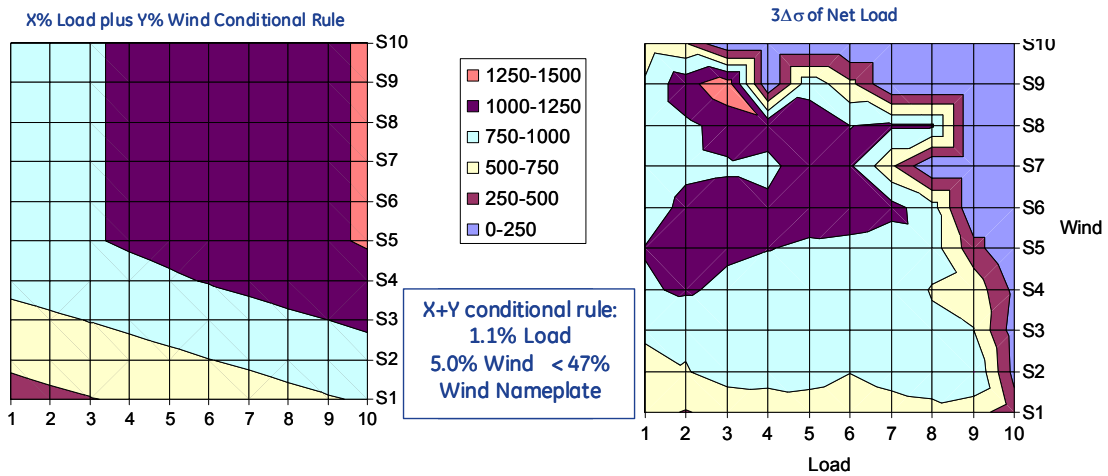 X% Load plus Y% Wind Conditional Rule
S10
S9
S8
S7
S6
S5
S4
S3
S2
S1
1 2 3 4 5 6 7 8 9 10
1250-1500
1000-1250
750-1000
500-750
250-500
0-250
X+Y conditional rule:
1.1% Load
5.0% Wind < 47%
Wind Nameplate
3Δσ of Net Load
S10
S9
S8
S7
S6
S5
S4
S3
S2
S1
Wind
1 2 3 4 5 6 7 8 9 10
Load